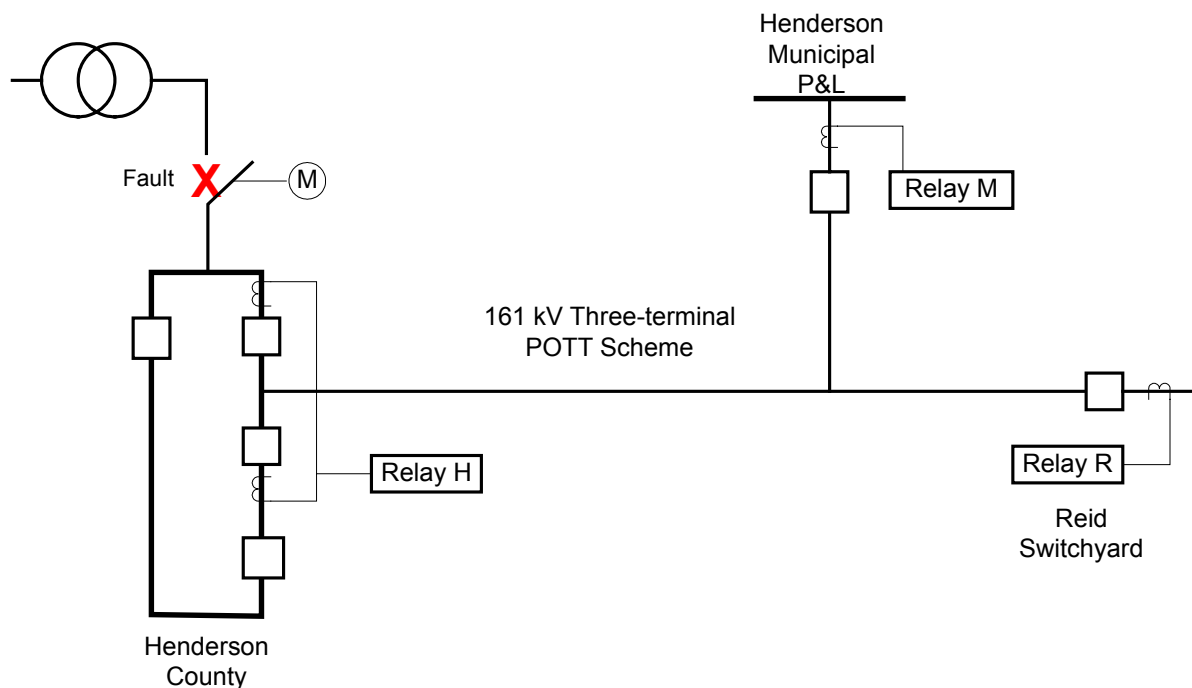 Henderson
Municipal
P&L
Fault
X
M
Relay M
161 kV Three-terminal
POTT Scheme
Relay H
Relay R
Reid
Switchyard
Henderson
County